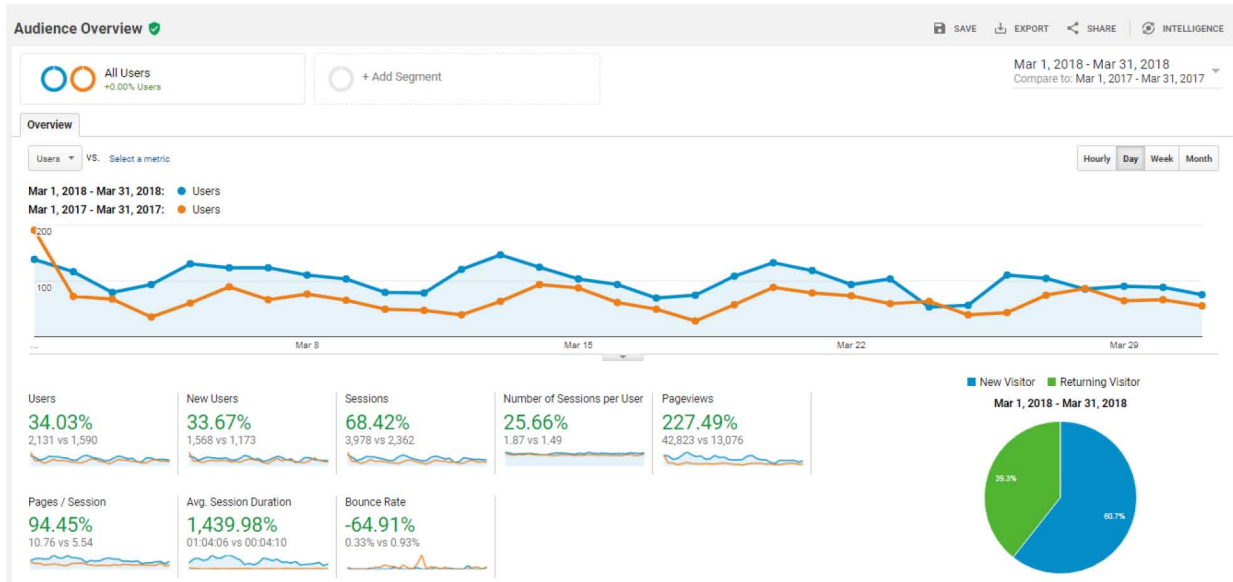 Audience Overview
SAVE EXPORT SHARE INTELLIGENCE
All Users
+0.00% Users
+ Add Segment
Mar 1, 2018 - Mar 31, 2018
Compare to: Mar 1, 2017 - Mar 31, 2017
Overview
Users VS. Select a metric
Hourly Day Week Month
Mar 1, 2018 - Mar 31, 2018: Users
Mar 1, 2017 - Mar 31, 2017: Users
200
100
... Mar 8 Mar 15 Mar 22 Mar 29
Users
34.03%
2,131 vs 1,590
New Users
33.67%
1,568 vs 1,173
Sessions
68.42%
3,978 vs 2,362
Number of Sessions per User
25.66%
1.87 vs 1.49
Pageviews
227.49%
42,823 vs 13,076
Pages / Session
94.45%
10.76 vs 5.54
Avg. Session Duration
1,439.98%
01:04:06 vs 00:04:10
Bounce Rate
-64.91%
0.33% vs 0.93%
New Visitor Returning Visitor
Mar 1, 2018 - Mar 31, 2018
39.3%
60.7%